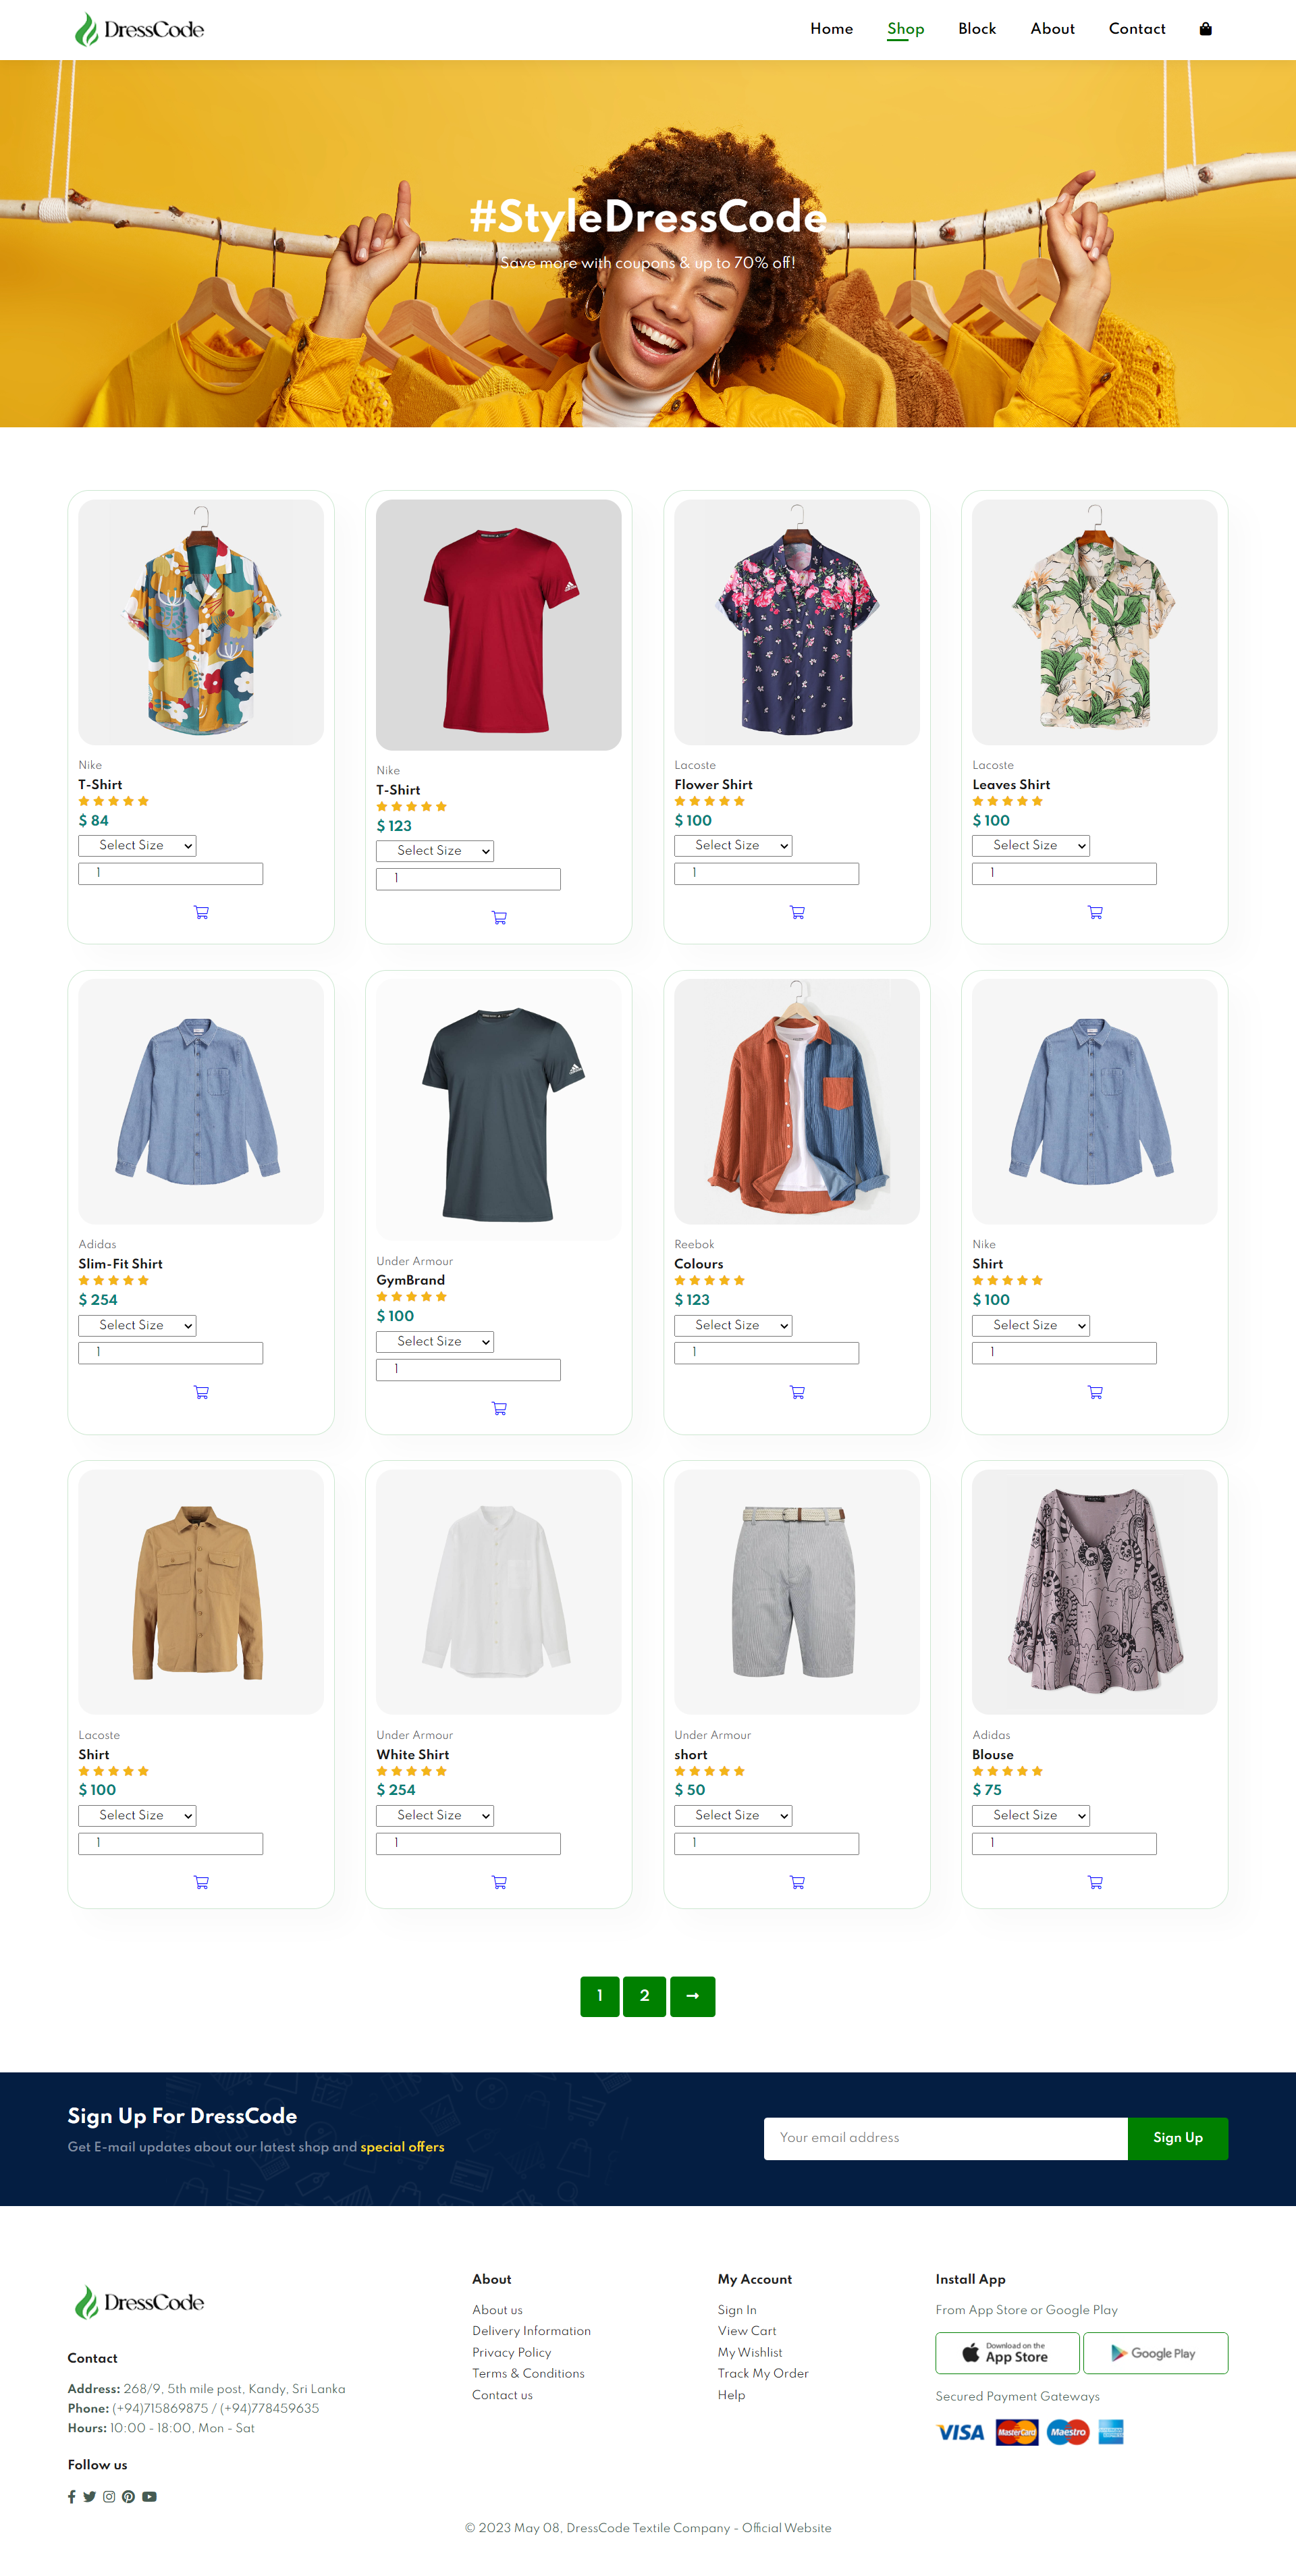 DressCode
Home
Shop
Block
About
Contact
#StyleDressCode
Save more with coupons & up to 70% off!
Nike
T-Shirt
$ 84
Select Size
1
Nike
T-Shirt
$ 123
Select Size
1
Lacoste
Flower Shirt
$ 100
Select Size
1
Lacoste
Leaves Shirt
$ 100
Select Size
1
Adidas
Slim-Fit Shirt
$ 254
Select Size
1
Under Armour
GymBrand
$ 100
Select Size
1
Reebok
Colours
$ 123
Select Size
1
Nike
Shirt
$ 100
Select Size
1
Lacoste
Shirt
$ 100
Select Size
1
Under Armour
White Shirt
$ 254
Select Size
1
Under Armour
short
$ 50
Select Size
1
Adidas
Blouse
$ 75
Select Size
1
1
2
→
Sign Up For DressCode
Get E-mail updates about our latest shop and special offers
Your email address
Sign Up
DressCode
Contact
Address: 268/9, 5th mile post, Kandy, Sri Lanka
Phone: (+94)715869875 / (+94)778459635
Hours: 10:00 - 18:00, Mon - Sat
Follow us
About
About us
Delivery Information
Privacy Policy
Terms & Conditions
Contact us
My Account
Sign In
View Cart
My Wishlist
Track My Order
Help
Install App
From App Store or Google Play
Download on the
App Store
Google Play
Secured Payment Gateways
VISA
MasterCard
Maestro
© 2023 May 08, DressCode Textile Company - Official Website